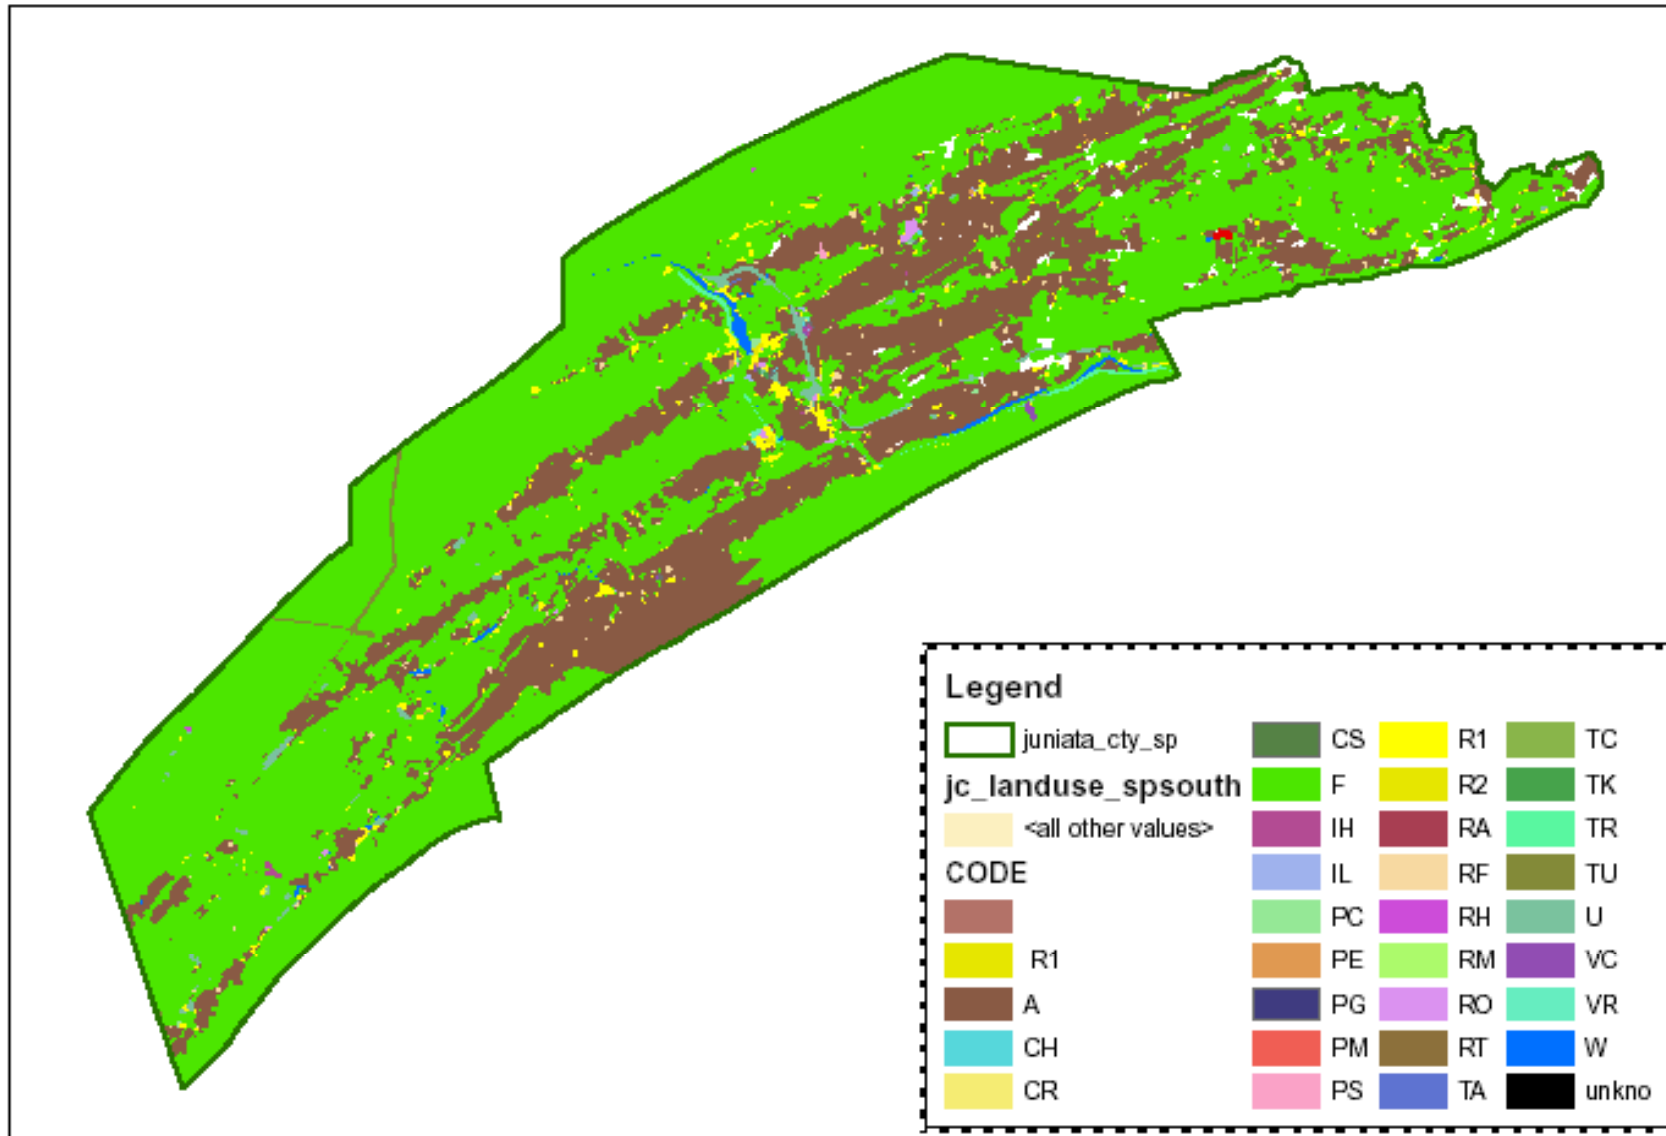 Legend
juniata_cty_sp
jc_landuse_spsouth
<all other values>
CODE
R1
A
CH
CR
CS
F
IH
IL
PC
PE
PG
PM
PS
R1
R2
RA
RF
RH
RM
RO
RT
TA
TC
TK
TR
TU
U
VC
VR
W
unkno